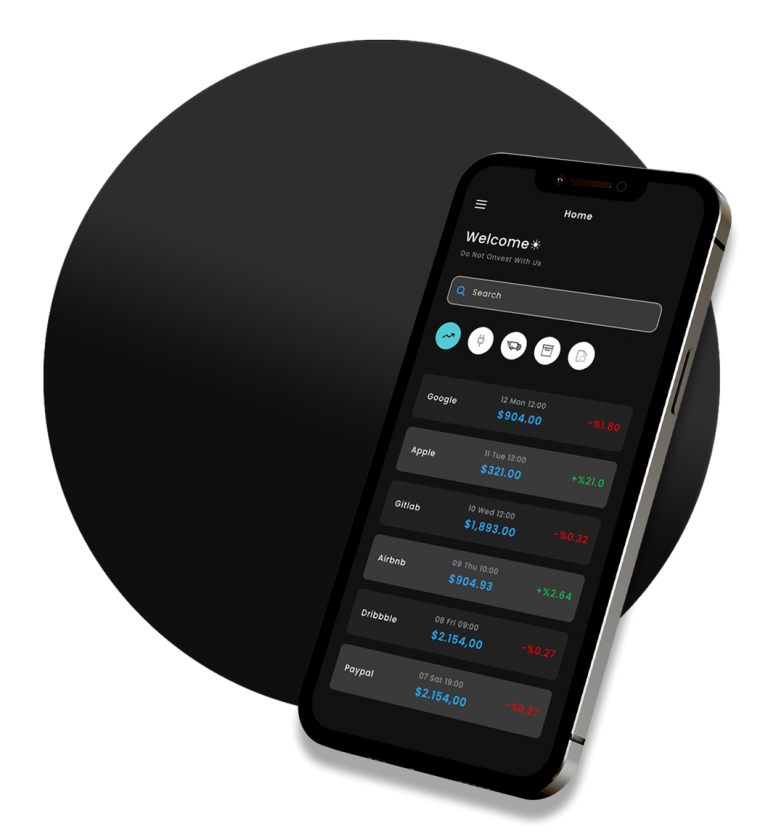 Home
Welcome☀
Do Not Onvest With Us
Search
Google
12 Mon 12:00
$904.00
-%1.80
Apple
11 Tue 13:00
$321.00
+%21.0
Gitlab
10 Wed 12:00
$1,893.00
-%0.32
Airbnb
09 Thu 10:00
$904.93
+%2.64
Dribbble
08 Fri 09:00
$2.154,00
-%0.27
Paypal
07 Sat 19:00
$2.154,00
-%0.27